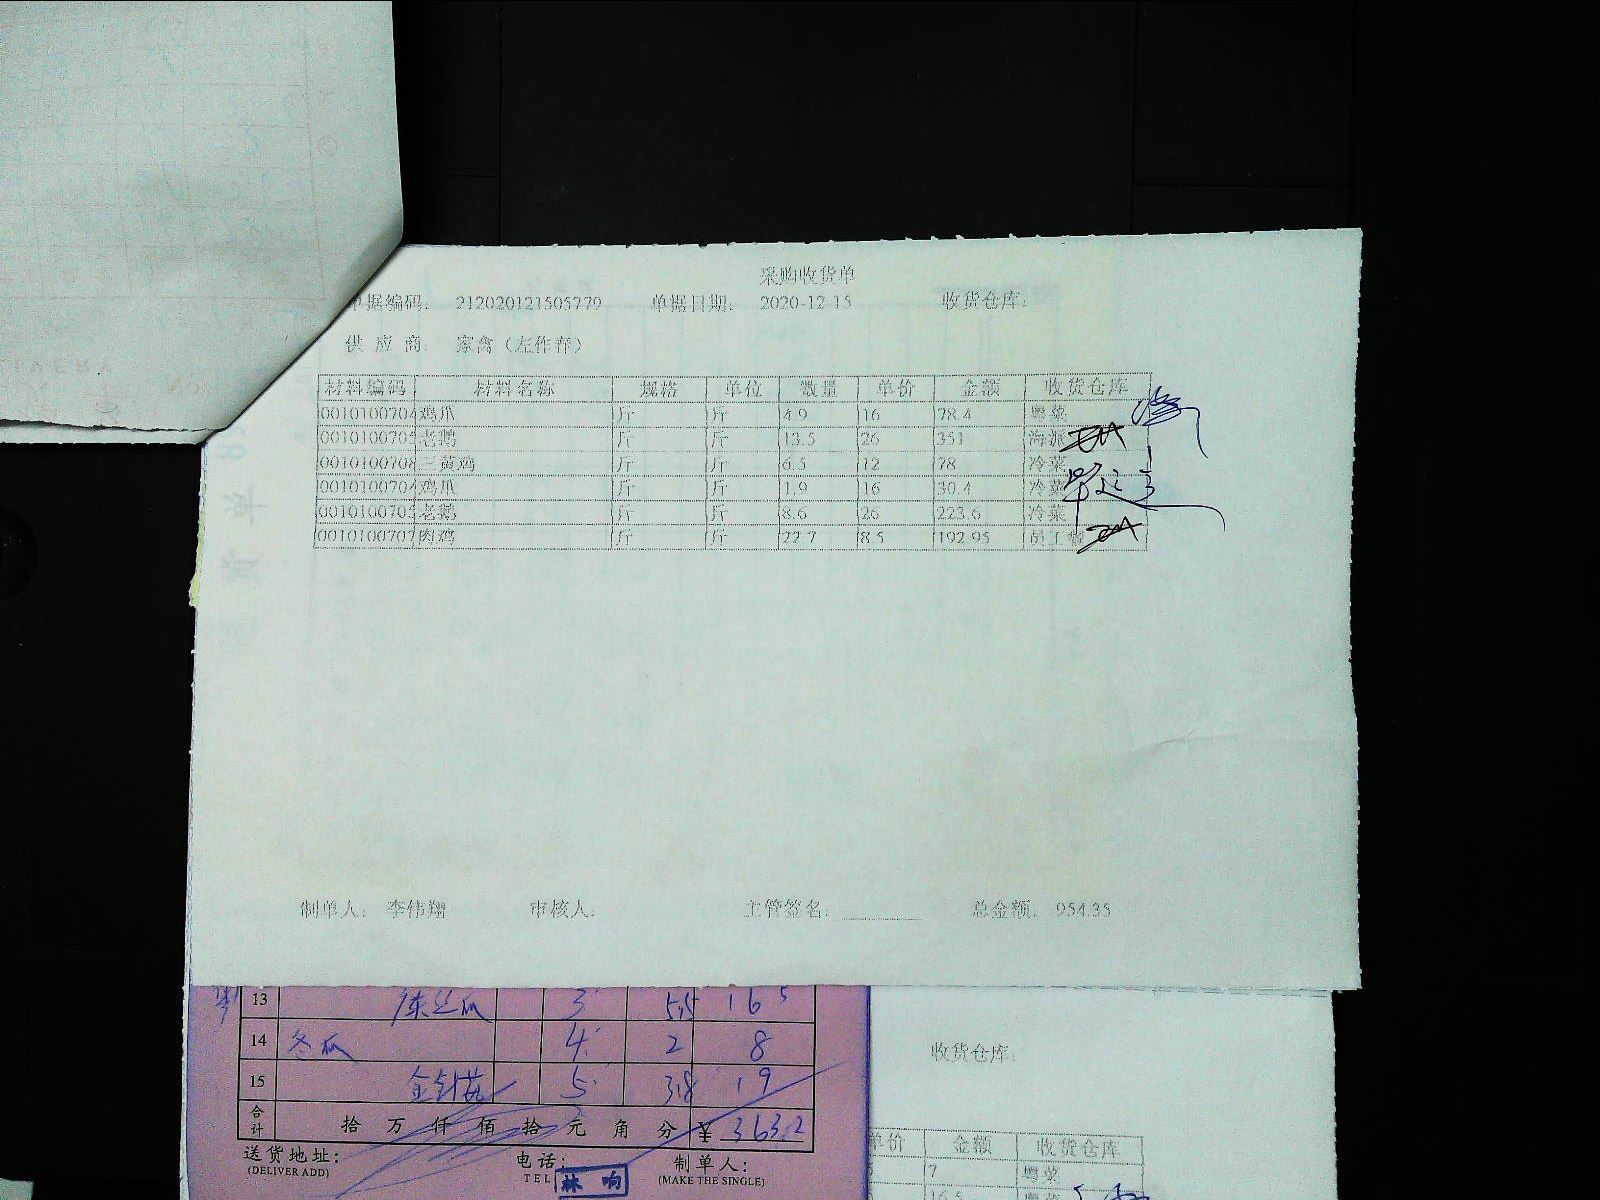 采购收货单
单据编码: 212020121505779 单据日期: 2020-12-15 收货仓库:
供应商: 家禽（左作春）
材料编码 材料名称 规格 单位 数量 单价 金额 收货仓库
0010100704 鸡爪 斤 斤 4.9 16 78.4 粤菜
0010100705 老鹅 斤 斤 13.5 26 351 海派
0010100708 三黄鸡 斤 斤 6.5 12 78 冷菜
0010100704 鸡爪 斤 斤 1.9 16 30.4 冷菜
0010100705 老鹅 斤 斤 8.6 26 223.6 冷菜
0010100707 肉鸡 斤 斤 22.7 8.5 192.95 员工餐
制单人: 李伟翔 审核人: 主管签名: 总金额: 954.35
13 3 5.5 16 5
14 冬瓜 4 2 8
15 金针菇 5 3.8 19
合计 拾 万 仟 佰 拾 元 角 分 ¥ 363.2
送货地址: 电话: 制单人:
(DELIVER ADD) TEL (MAKE THE SINGLE)
收货仓库:
单价 金额 收货仓库
7 粤菜
16.5 粤菜